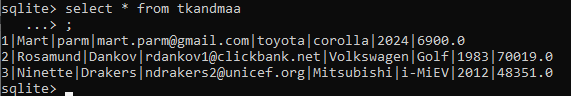 sqlite> select * from tkandmaa
   ...> ;
1|Mart|parm|mart.parm@gmail.com|toyota|corolla|2024|6900.0
2|Rosamund|Dankov|rdankov1@clickbank.net|Volkswagen|Golf|1983|70019.0
3|Ninette|Drakers|ndrakers2@unicef.org|Mitsubishi|i-MiEV|2012|48351.0
sqlite>